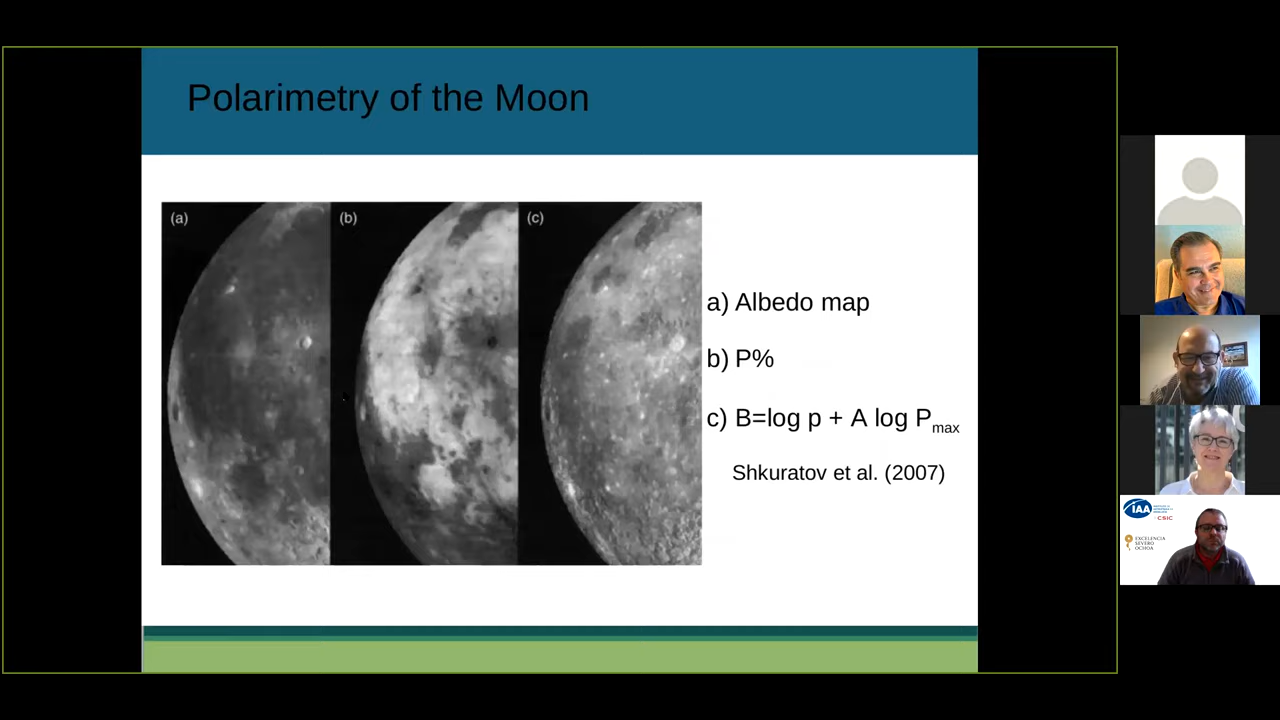 Polarimetry of the Moon
(a)
(b)
(c)
a) Albedo map
b) P%
c) B=log p + A log Pmax
Shkuratov et al. (2007)
IAA
CSIC
EXCELENCIA
SEVERO
OCHOA